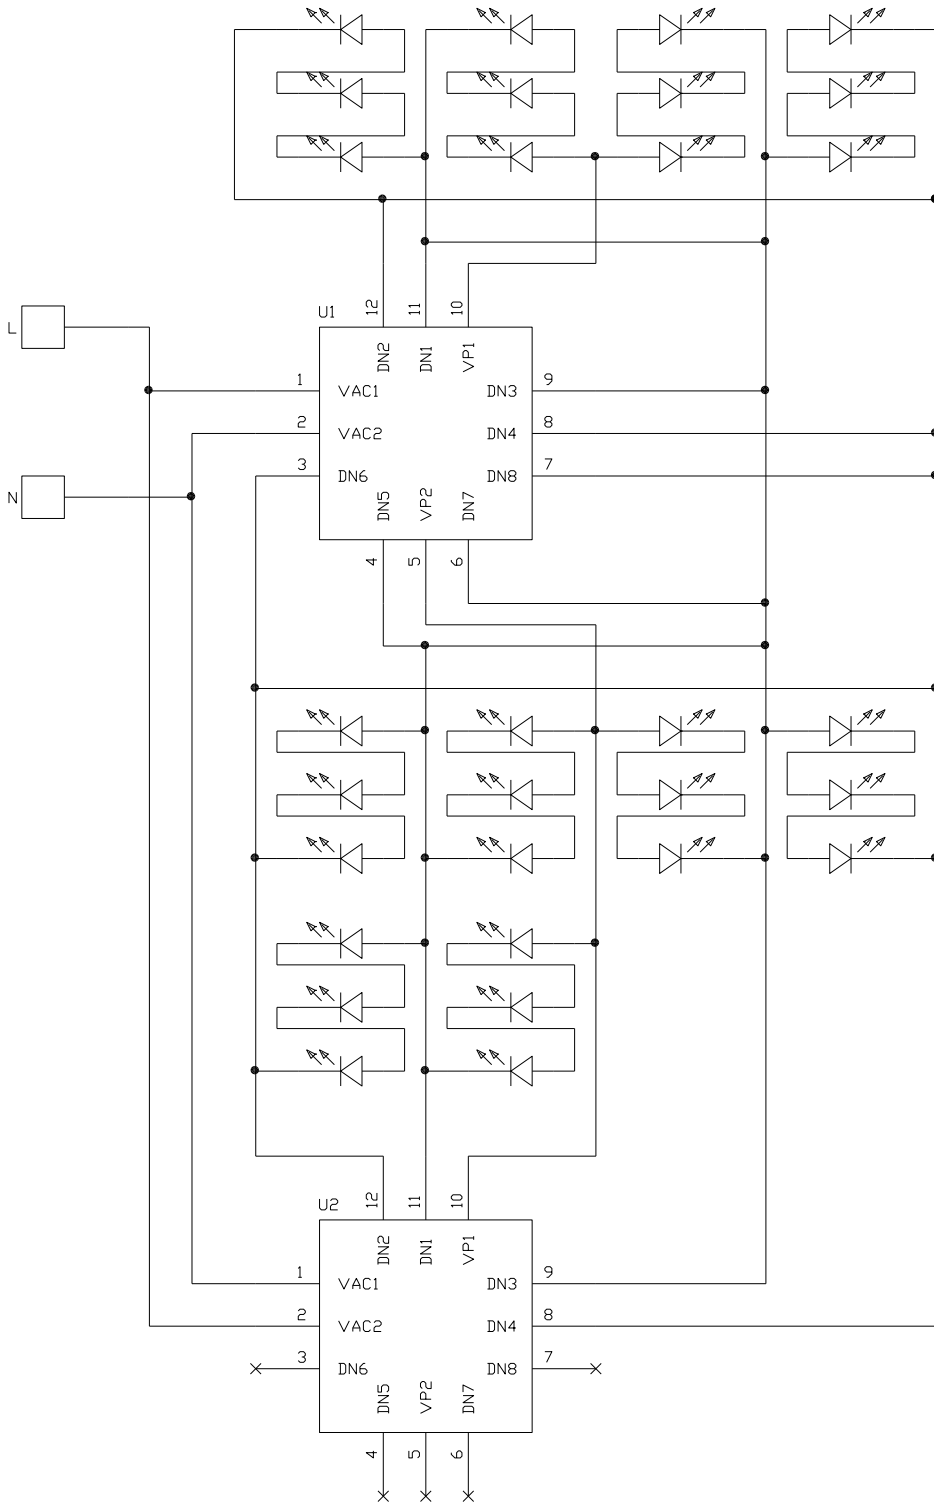 U1
12
11
10
DN2
DN1
VP1
L
1
VAC1
DN3
9
2
VAC2
DN4
8
3
DN6
DN8
7
N
DN5
VP2
DN7
4
5
6
U2
12
11
10
DN2
DN1
VP1
1
VAC1
DN3
9
2
VAC2
DN4
8
3
DN6
DN8
7
DN5
VP2
DN7
4
5
6